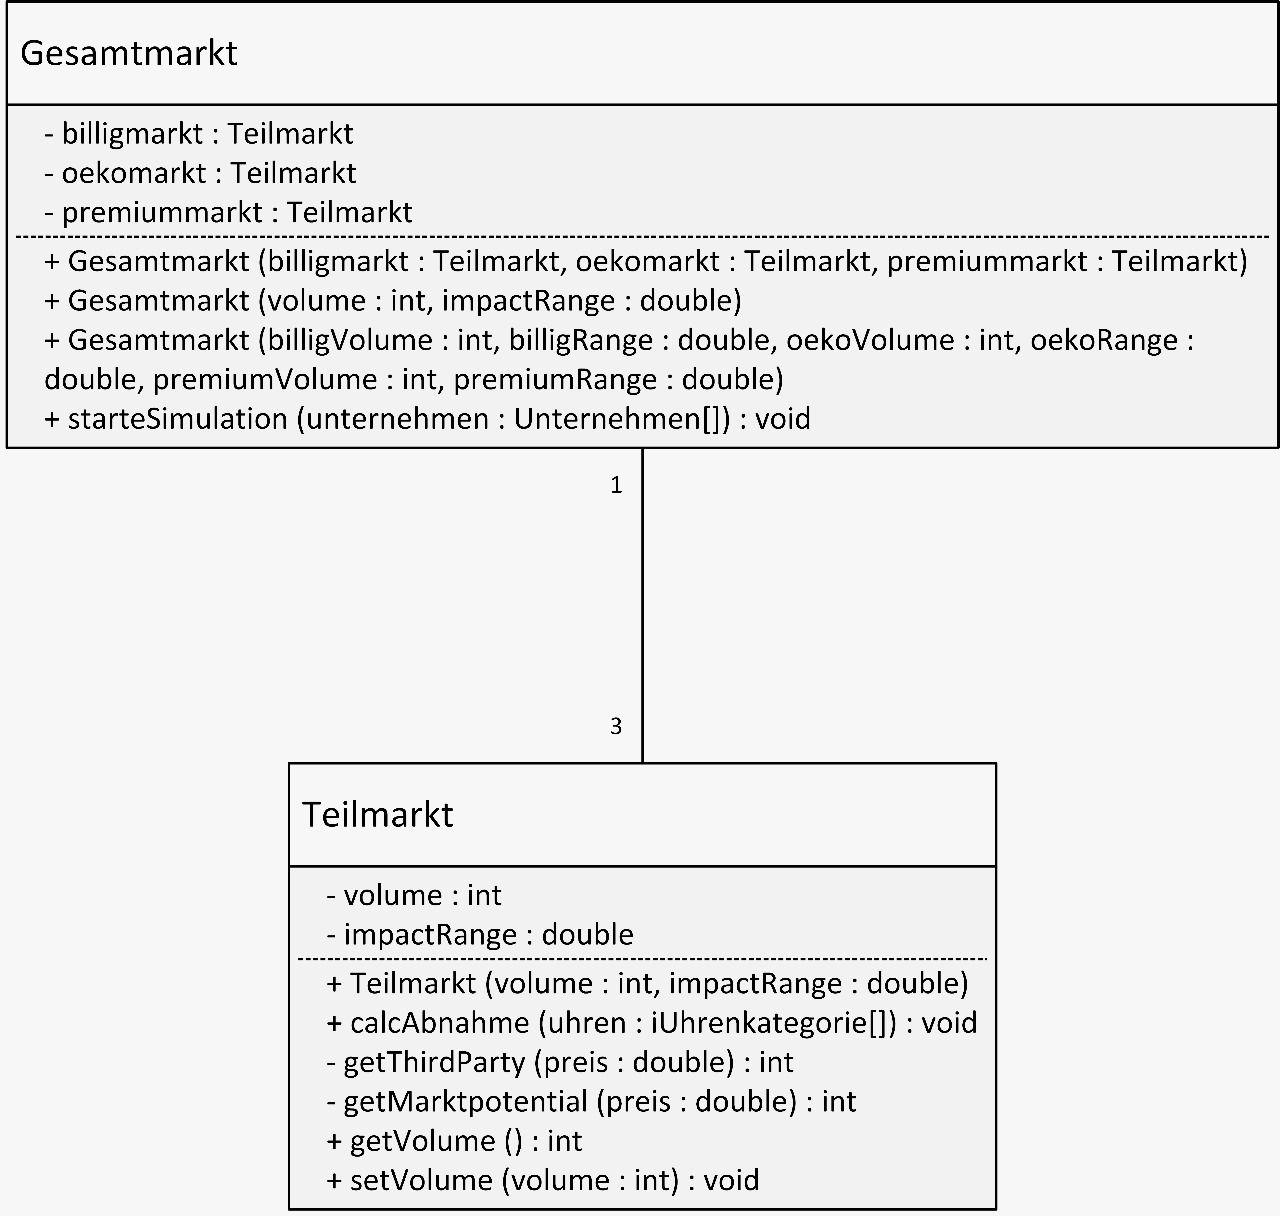 Gesamtmarkt
- billigmarkt : Teilmarkt
- oekomarkt : Teilmarkt
- premiummarkt : Teilmarkt
+ Gesamtmarkt (billigmarkt : Teilmarkt, oekomarkt : Teilmarkt, premiummarkt : Teilmarkt)
+ Gesamtmarkt (volume : int, impactRange : double)
+ Gesamtmarkt (billigVolume : int, billigRange : double, oekoVolume : int, oekoRange :
double, premiumVolume : int, premiumRange : double)
+ starteSimulation (unternehmen : Unternehmen[]) : void
1
3
Teilmarkt
- volume : int
- impactRange : double
+ Teilmarkt (volume : int, impactRange : double)
+ calcAbnahme (uhren : iUhrenkategorie[]) : void
- getThirdParty (preis : double) : int
- getMarktpotential (preis : double) : int
+ getVolume () : int
+ setVolume (volume : int) : void